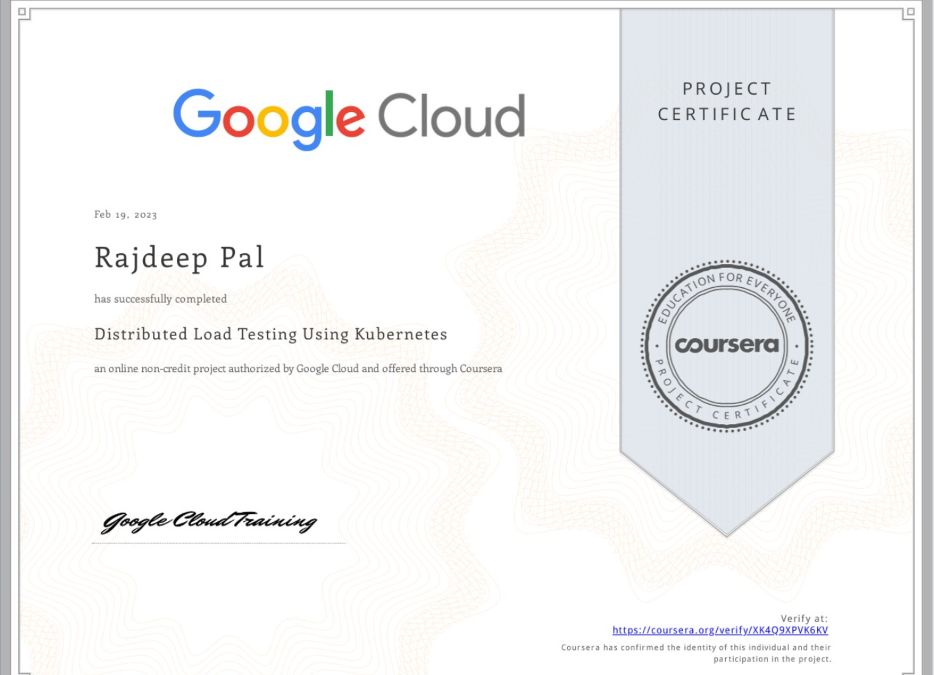 Google Cloud
PROJECT
CERTIFICATE
Feb 19, 2023
Rajdeep Pal
has successfully completed
Distributed Load Testing Using Kubernetes
an online non-credit project authorized by Google Cloud and offered through Coursera
EDUCATION FOR EVERYONE
coursera
PROJECT CERTIFICATE
Google Cloud Training
Verify at:
https://coursera.org/verify/XK4Q9XPVK6KV
Coursera has confirmed the identity of this individual and their
participation in the project.